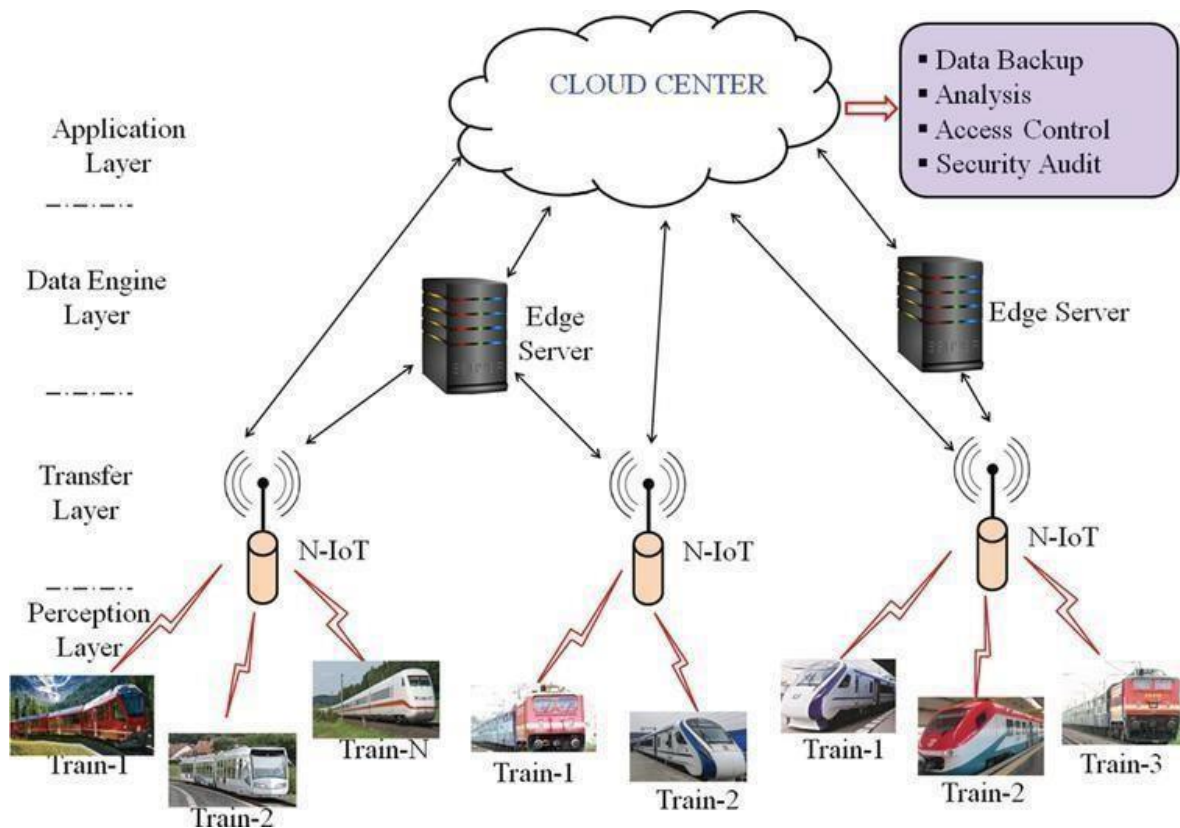 CLOUD CENTER
▪ Data Backup
▪ Analysis
▪ Access Control
▪ Security Audit
Application
Layer
Data Engine
Layer
Edge
Server
Edge Server
Transfer
Layer
N-IoT
N-IoT
N-IoT
Perception
Layer
Train-1
Train-2
Train-N
Train-1
Train-2
Train-1
Train-2
Train-3